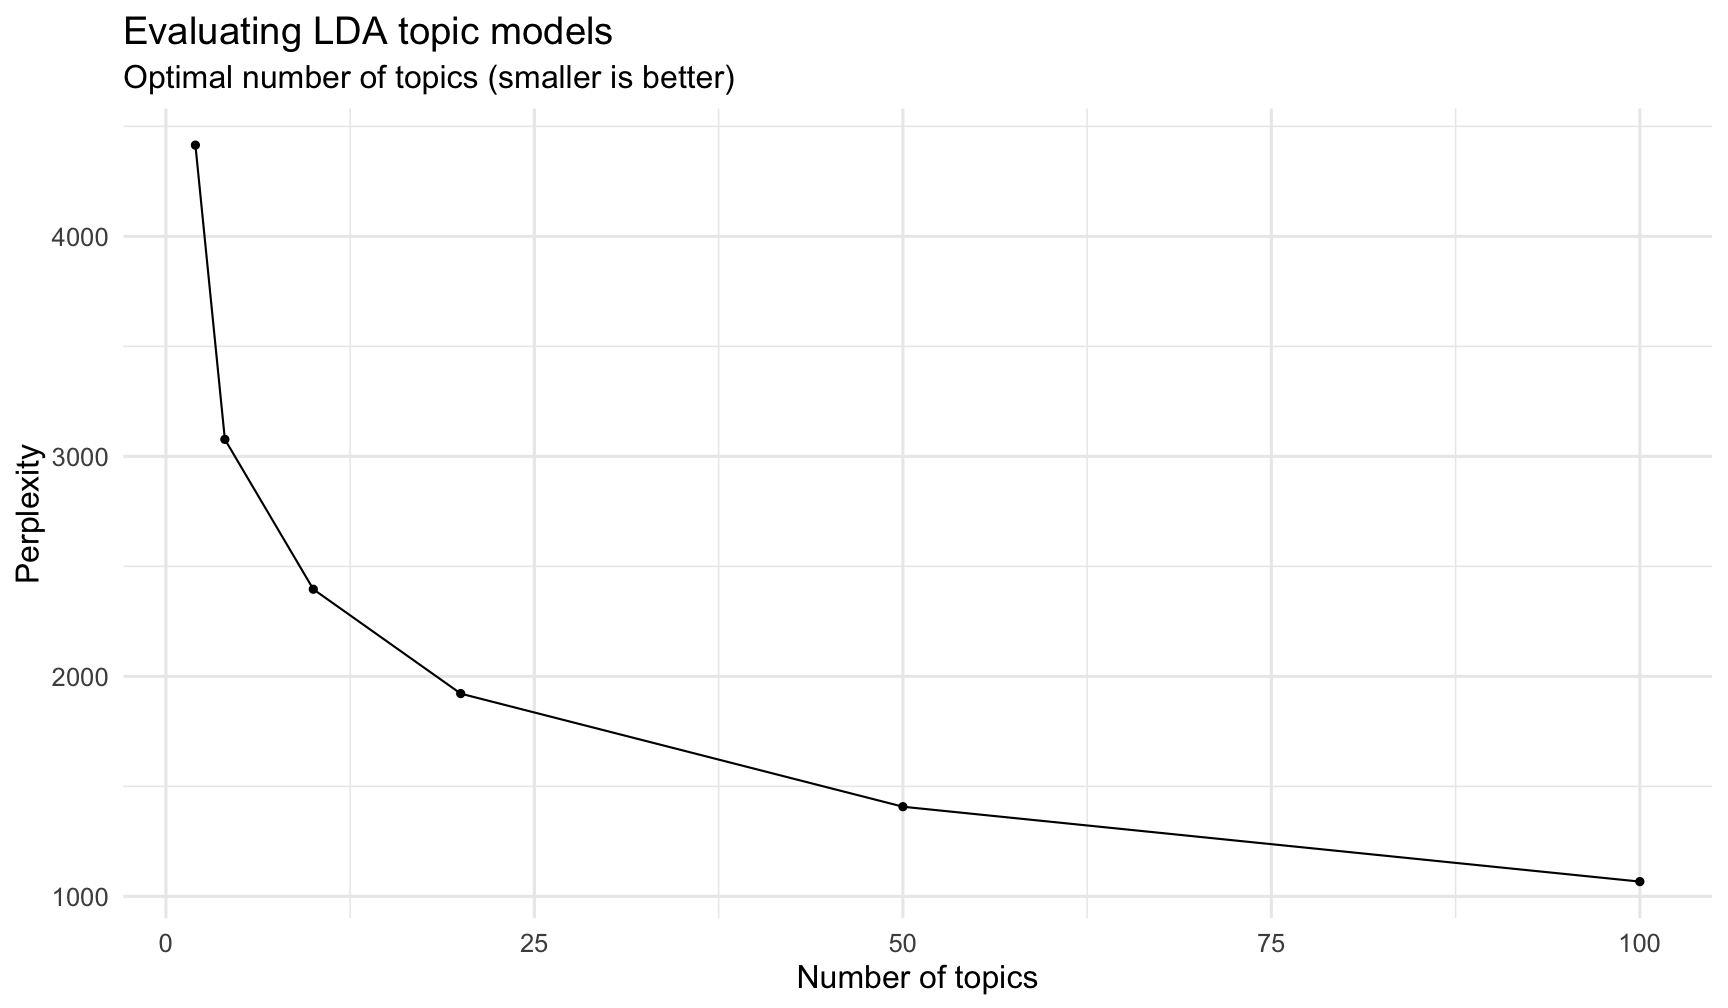 Evaluating LDA topic models
Optimal number of topics (smaller is better)
Perplexity
4000
3000
2000
1000
0 25 50 75 100
Number of topics